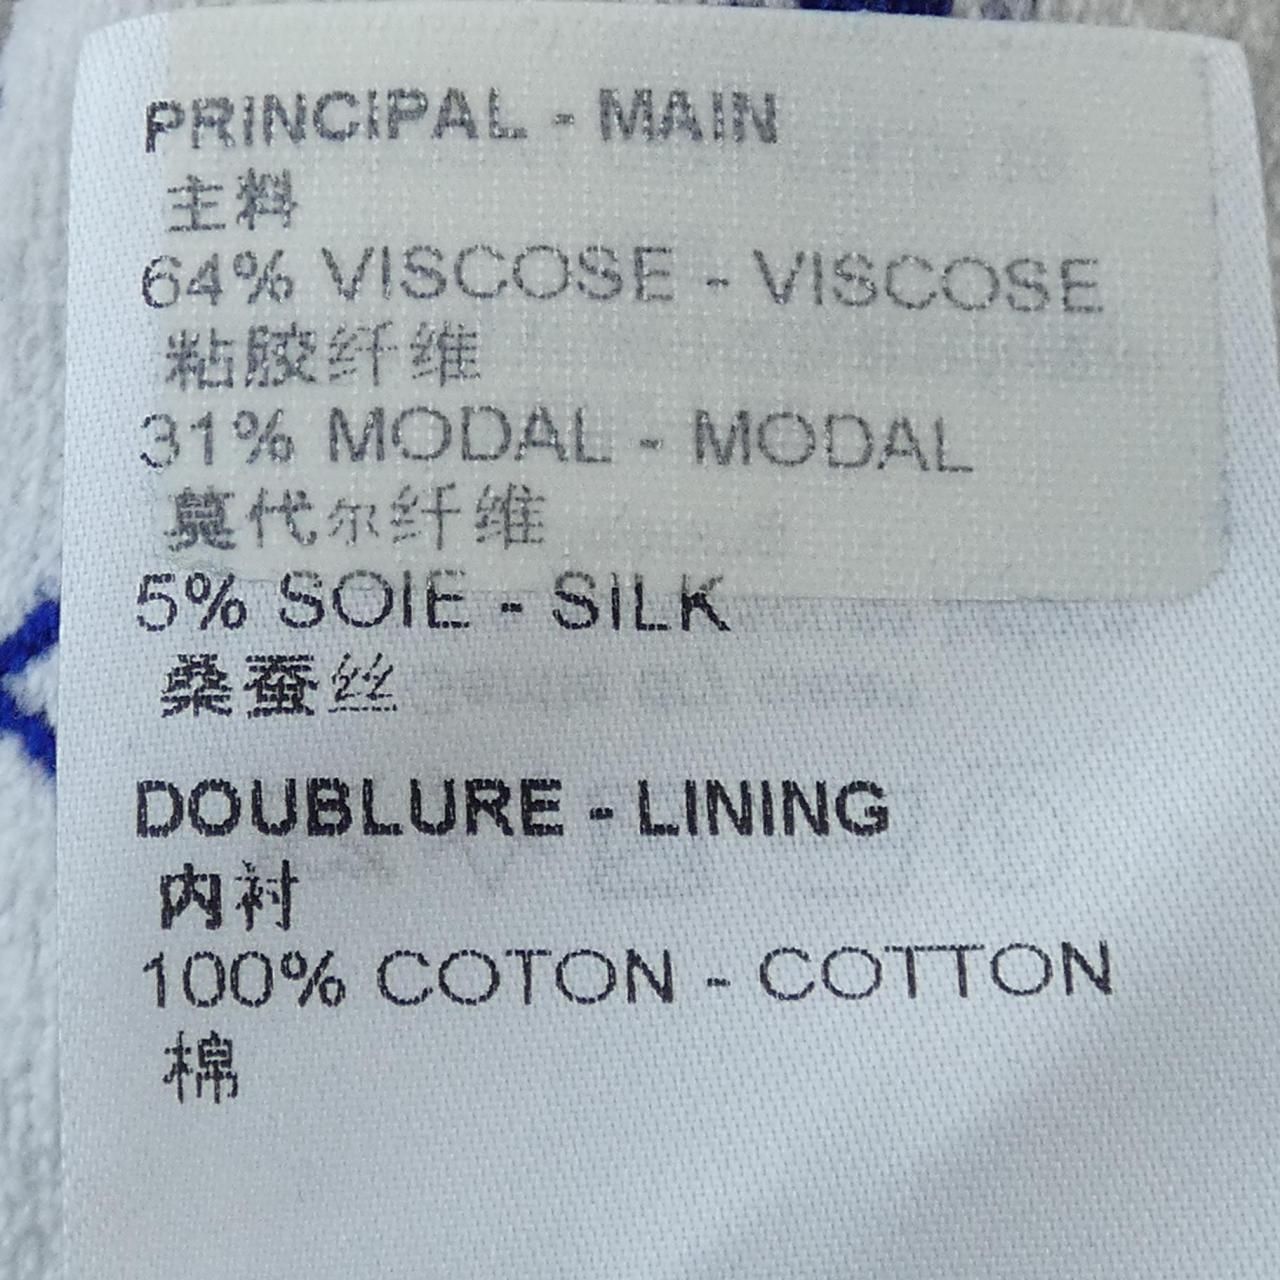 PRINCIPAL - MAIN
主料
64% VISCOSE - VISCOSE
粘胶纤维
31% MODAL - MODAL
莫代尔纤维
5% SOIE - SILK
桑蚕丝
DOUBLURE - LINING
内衬
100% COTON - COTTON
棉